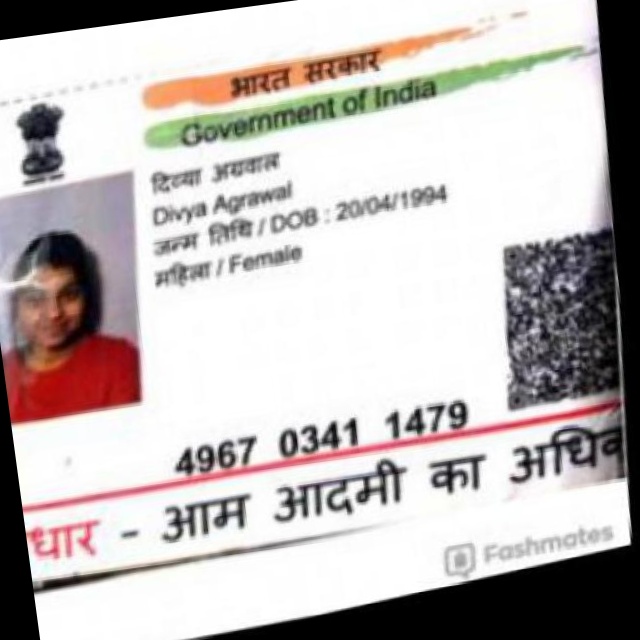 भारत सरकार
Government of India
दिव्या अग्रवाल
Divya Agrawal
जन्म तिथि / DOB : 20/04/1994
महिला / Female
4967 0341 1479
धार - आम आदमी का
Fashmates